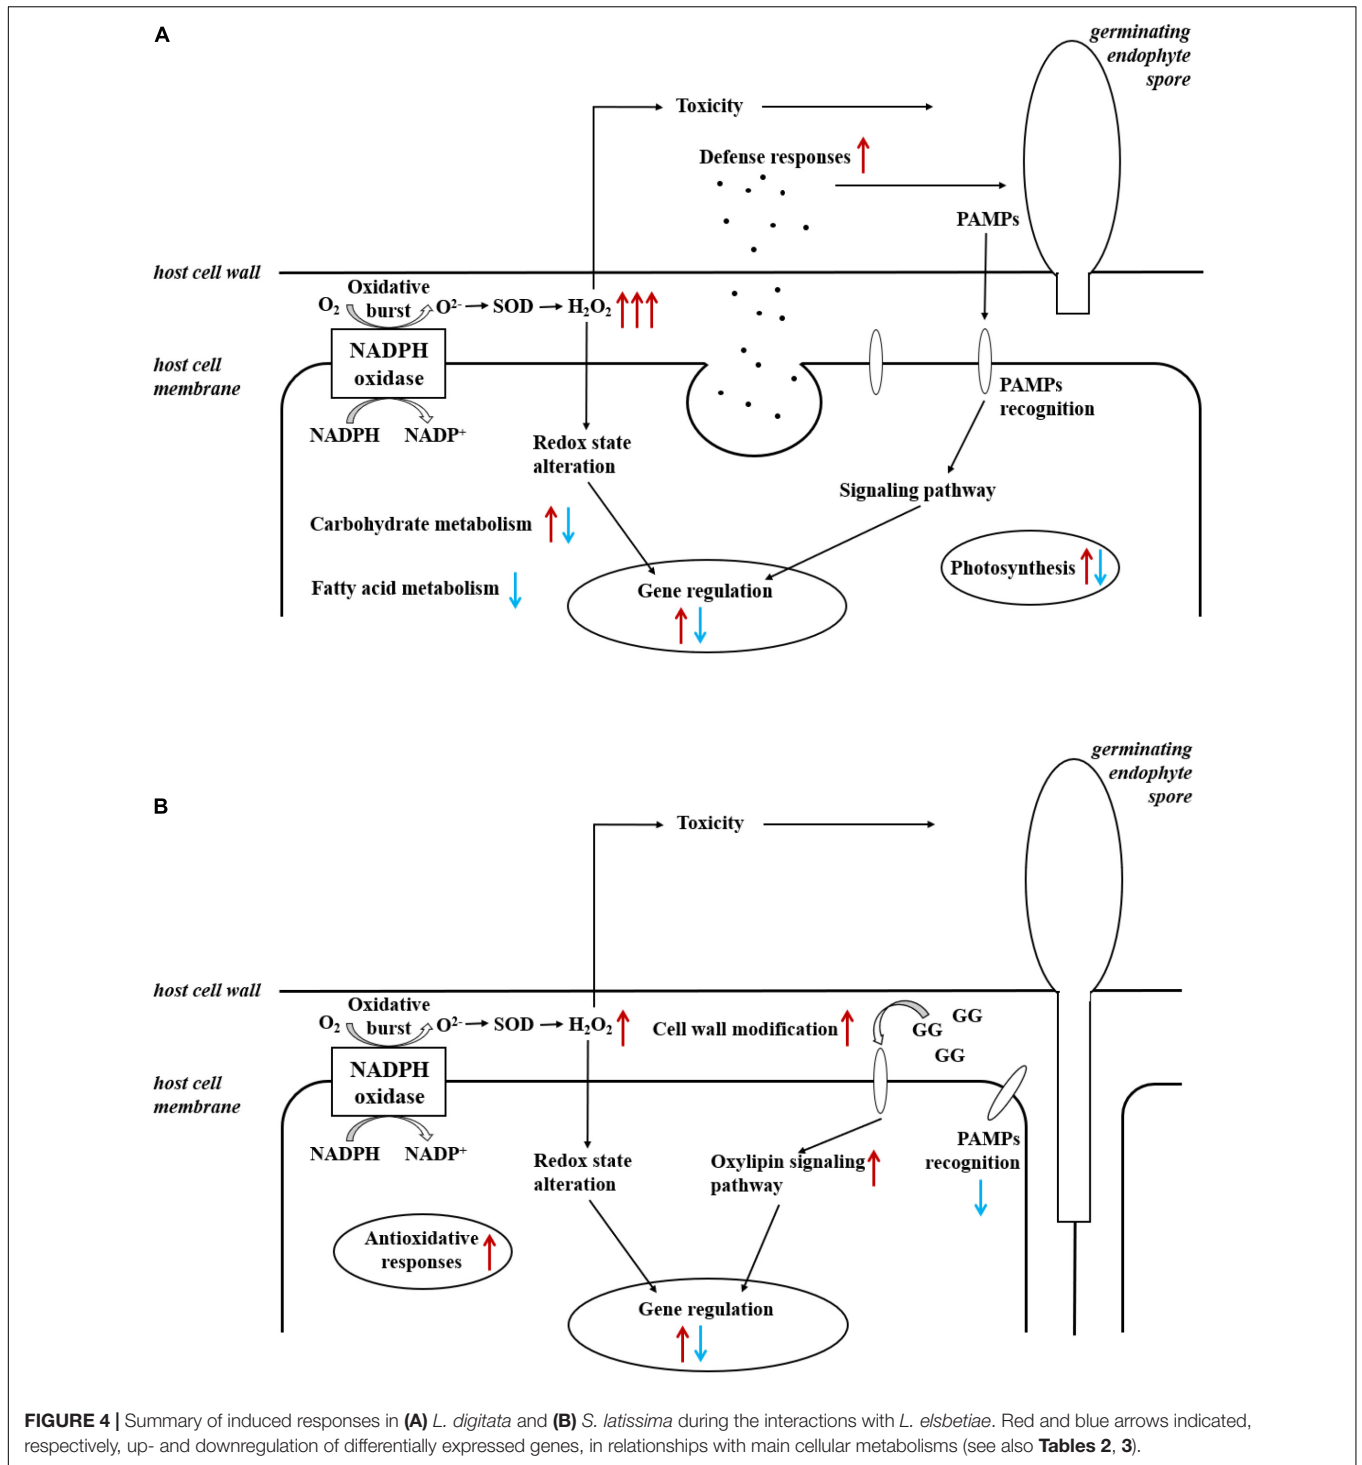 A
germinating
endophyte
spore
Toxicity
Defense responses
PAMPs
host cell wall
Oxidative
burst
O₂
O²⁻
SOD
H₂O₂
NADPH
oxidase
host cell
membrane
PAMPs
recognition
NADPH
NADP⁺
Redox state
alteration
Signaling pathway
Carbohydrate metabolism
Photosynthesis
Fatty acid metabolism
Gene regulation
B
germinating
endophyte
spore
Toxicity
host cell wall
Oxidative
burst
O₂
O²⁻
SOD
H₂O₂
Cell wall modification
GG
GG
GG
NADPH
oxidase
host cell
membrane
PAMPs
recognition
NADPH
NADP⁺
Redox state
alteration
Oxylipin signaling
pathway
Antioxidative
responses
Gene regulation
FIGURE 4 | Summary of induced responses in (A) L. digitata and (B) S. latissima during the interactions with L. elsbetiae. Red and blue arrows indicated,
respectively, up- and downregulation of differentially expressed genes, in relationships with main cellular metabolisms (see also Tables 2, 3).